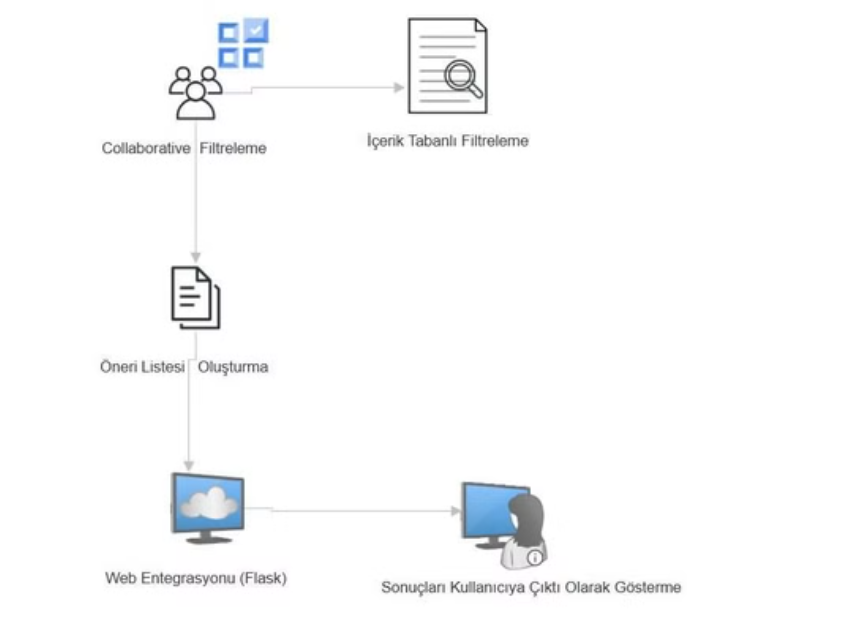 Collaborative Filtreleme
İçerik Tabanlı Filtreleme
Öneri Listesi Oluşturma
Web Entegrasyonu (Flask)
Sonuçları Kullanıcıya Çıktı Olarak Gösterme